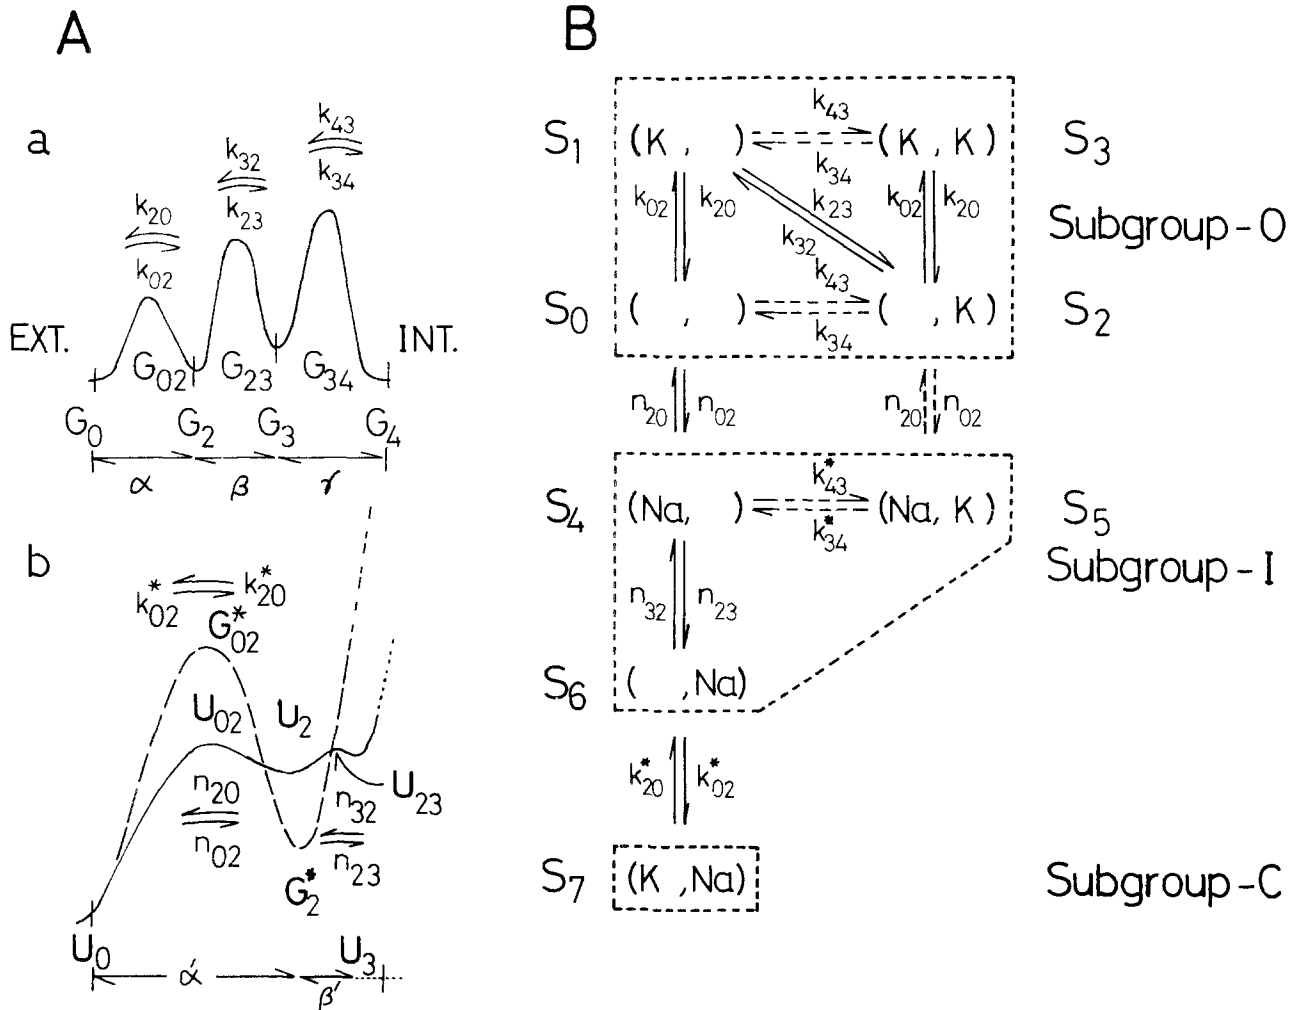 A
a
k43
k34
k32
k23
k20
k02
EXT.
INT.
G02
G23
G34
G0
G2
G3
G4
α
β
γ
b
k*02
k*20
G*02
U02
U2
n20
n02
n32
n23
U23
G*2
U0
U3
α′
β′
B
S1
(K , )
k43
k34
(K , K)
S3
k02
k20
k23
k32
k02
k20
Subgroup-O
S0
( , )
k43
k34
( , K)
S2
n20
n02
n20
n02
S4
(Na, )
k*43
k*34
(Na, K)
S5
Subgroup-I
n32
n23
S6
( ,Na)
k*20
k*02
S7
(K ,Na)
Subgroup-C